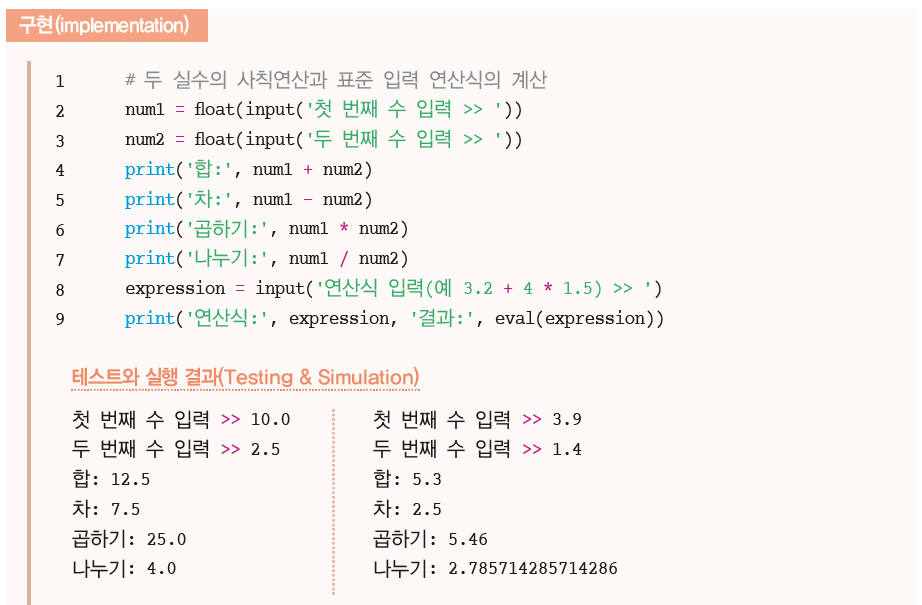 구현(implementation)
1 # 두 실수의 사칙연산과 표준 입력 연산식의 계산
2 num1 = float(input('첫 번째 수 입력 >> '))
3 num2 = float(input('두 번째 수 입력 >> '))
4 print('합:', num1 + num2)
5 print('차:', num1 - num2)
6 print('곱하기:', num1 * num2)
7 print('나누기:', num1 / num2)
8 expression = input('연산식 입력(예 3.2 + 4 * 1.5) >> ')
9 print('연산식:', expression, '결과:', eval(expression))
테스트와 실행 결과(Testing & Simulation)
첫 번째 수 입력 >> 10.0
두 번째 수 입력 >> 2.5
합: 12.5
차: 7.5
곱하기: 25.0
나누기: 4.0
첫 번째 수 입력 >> 3.9
두 번째 수 입력 >> 1.4
합: 5.3
차: 2.5
곱하기: 5.46
나누기: 2.785714285714286